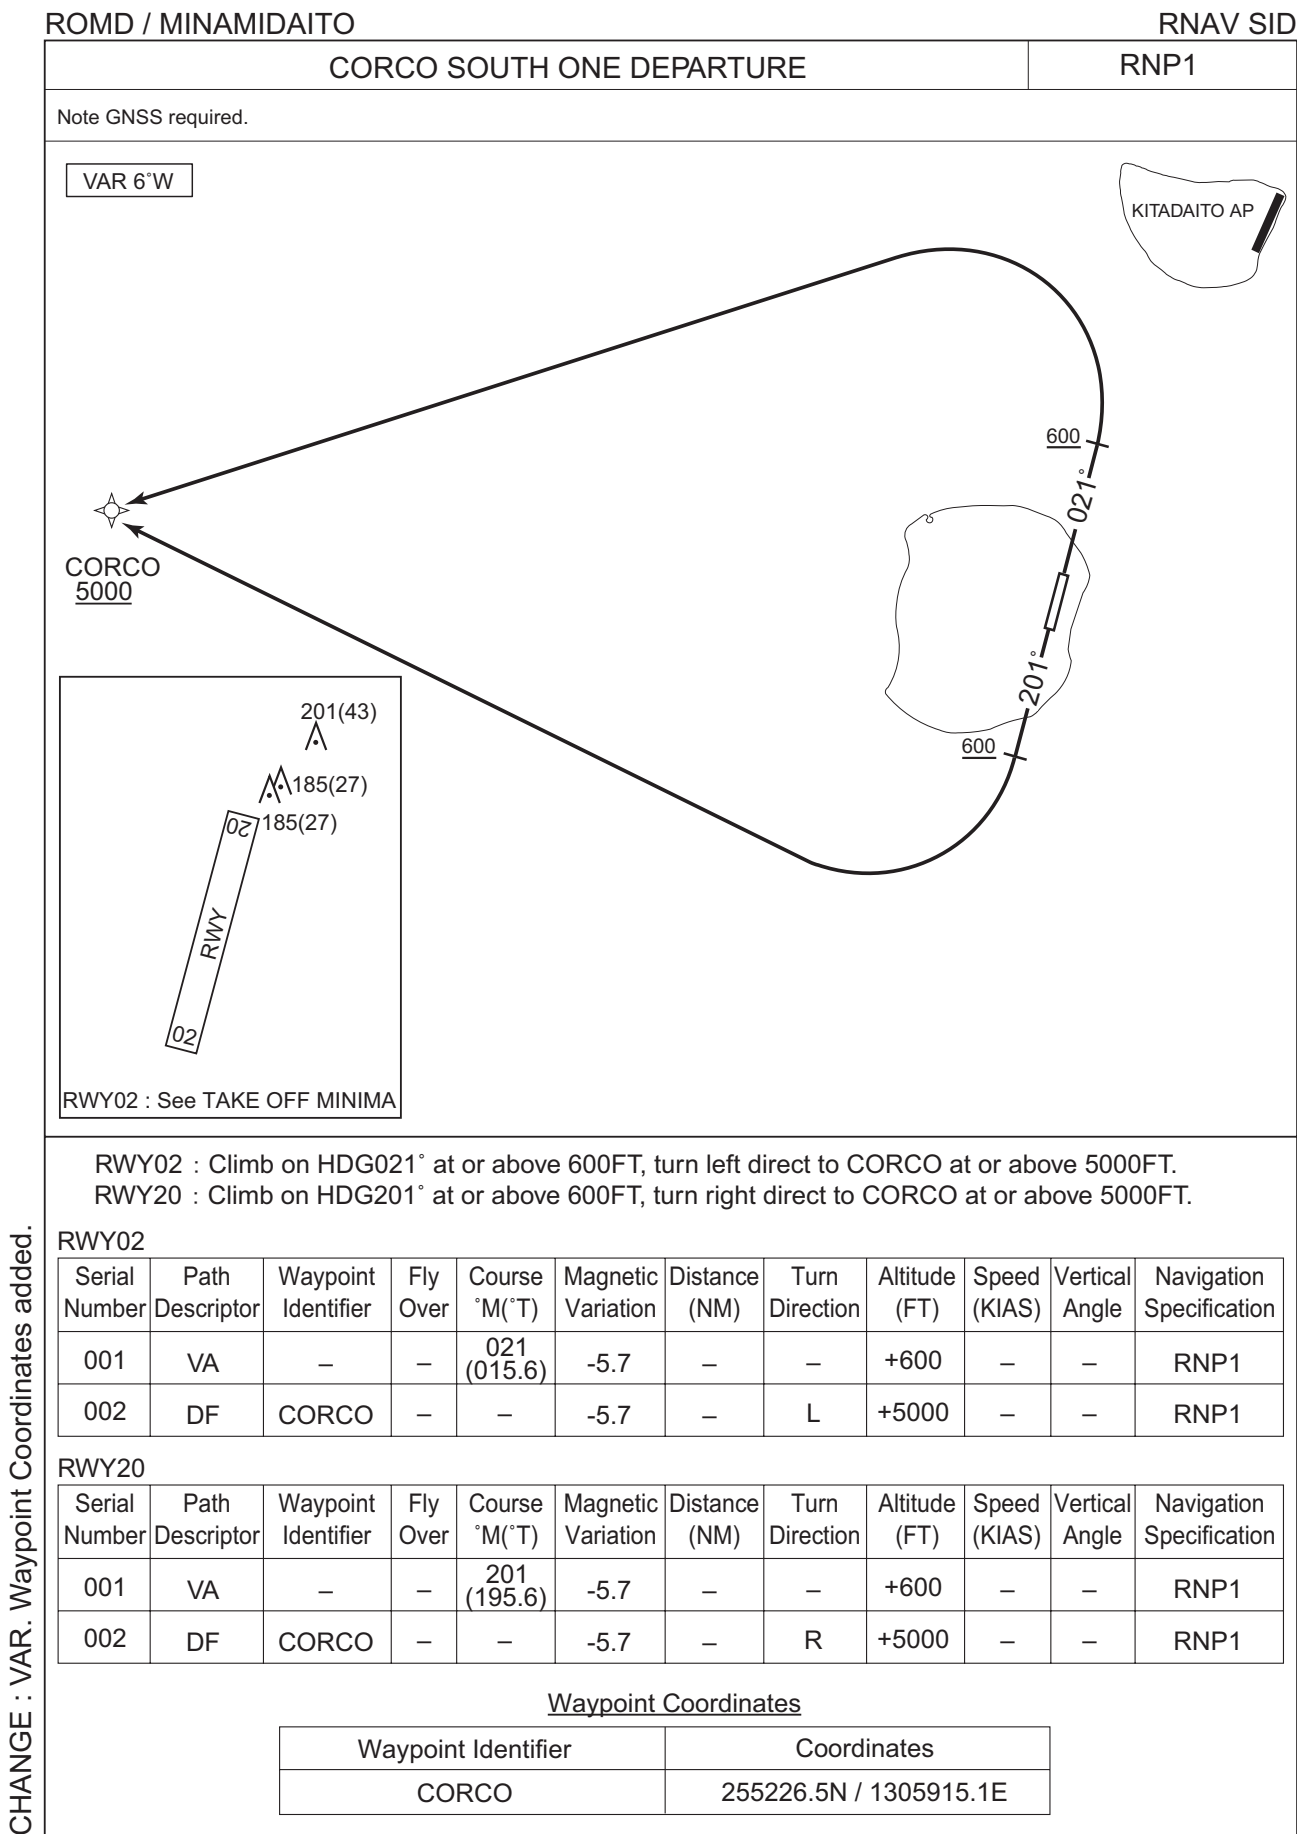 ROMD / MINAMIDAITO RNAV SID
CORCO SOUTH ONE DEPARTURE RNP1
Note GNSS required.
VAR 6˚W
KITADAITO AP
600
021˚
CORCO
5000
201˚
600
201(43)
185(27)
185(27)
20
RWY
02
RWY02 : See TAKE OFF MINIMA
RWY02 : Climb on HDG021˚ at or above 600FT, turn left direct to CORCO at or above 5000FT.
RWY20 : Climb on HDG201˚ at or above 600FT, turn right direct to CORCO at or above 5000FT.
RWY02
Serial Path Waypoint Fly Course Magnetic Distance Turn Altitude Speed Vertical Navigation
Number Descriptor Identifier Over ˚M(˚T) Variation (NM) Direction (FT) (KIAS) Angle Specification
001 VA – – 021 (015.6) -5.7 – – +600 – – RNP1
002 DF CORCO – – -5.7 – L +5000 – – RNP1
RWY20
Serial Path Waypoint Fly Course Magnetic Distance Turn Altitude Speed Vertical Navigation
Number Descriptor Identifier Over ˚M(˚T) Variation (NM) Direction (FT) (KIAS) Angle Specification
001 VA – – 201 (195.6) -5.7 – – +600 – – RNP1
002 DF CORCO – – -5.7 – R +5000 – – RNP1
Waypoint Coordinates
Waypoint Identifier Coordinates
CORCO 255226.5N / 1305915.1E
CHANGE : VAR. Waypoint Coordinates added.